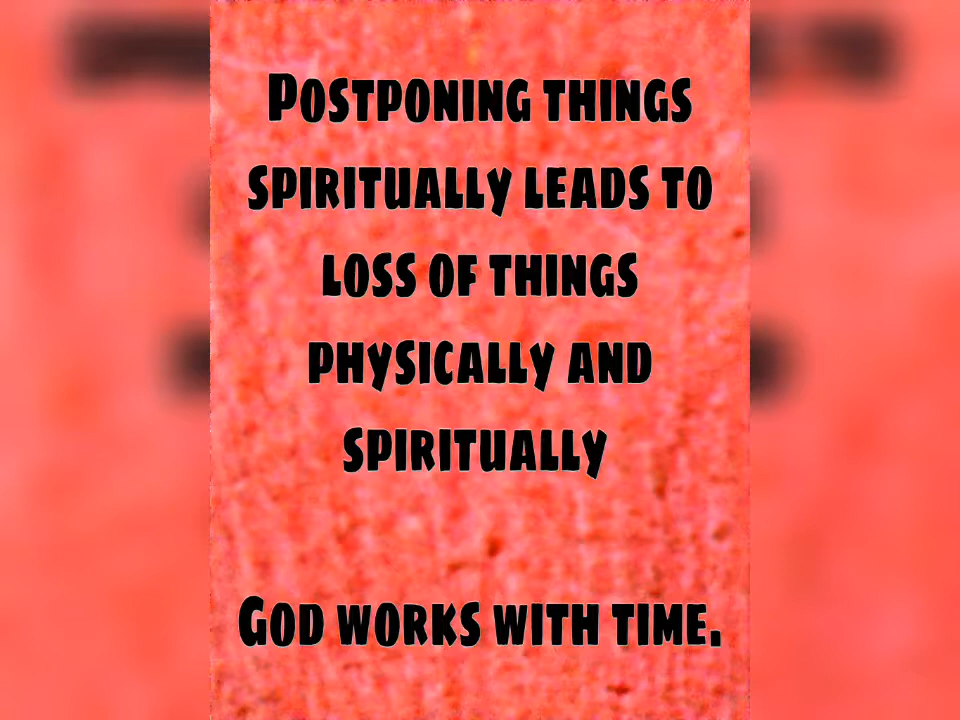 Postponing things
spiritually leads to
loss of things
physically and
spiritually
God works with time.